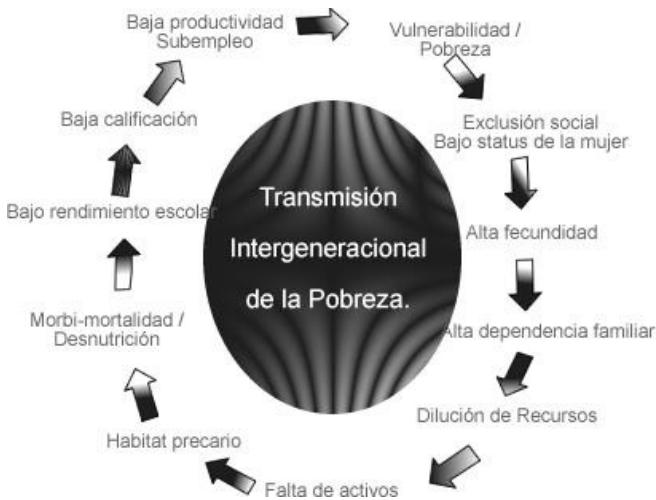 Baja productividad
Subempleo
Vulnerabilidad /
Pobreza
Exclusión social
Bajo status de la mujer
Alta fecundidad
Alta dependencia familiar
Dilución de Recursos
Falta de activos
Habitat precario
Morbi-mortalidad /
Desnutrición
Bajo rendimiento escolar
Baja calificación
Transmisión
Intergeneracional
de la Pobreza.